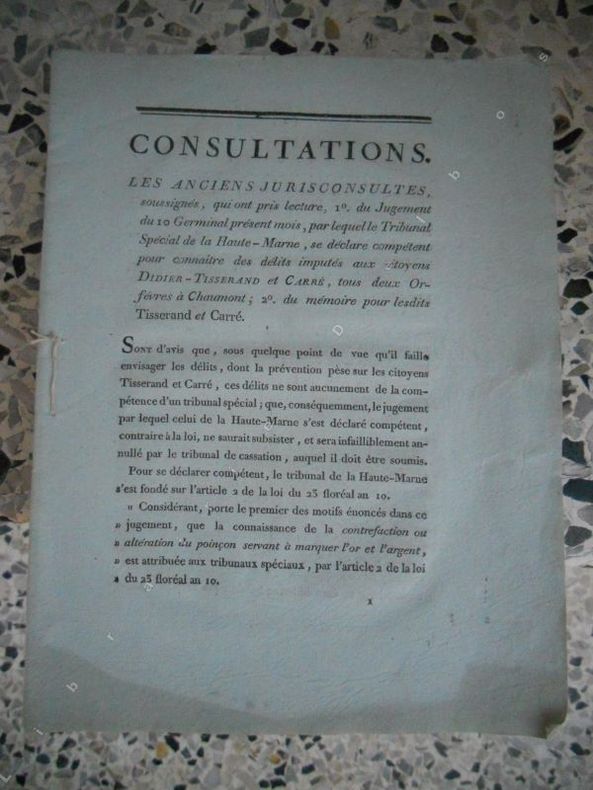 CONSULTATIONS.
LES ANCIENS JURISCONSULTES,
soussignés, qui ont pris lecture, 1º. du Jugement
du 10 Germinal présent mois, par lequel le Tribunal
Spécial de la Haute-Marne, se déclare compétent
pour connaître des délits imputés aux citoyens
DIDIER-TISSERAND et CARRÉ, tous deux Or-
févres à Chaumont; 2º. du mémoire pour lesdits
Tisserand et Carré.
SONT d'avis que, sous quelque point de vue qu'il faille
envisager les délits, dont la prévention pèse sur les citoyens
Tisserand et Carré, ces délits ne sont aucunement de la com-
pétence d'un tribunal spécial; que, conséquemment, le jugement
par lequel celui de la Haute-Marne s'est déclaré compétent,
contraire à la loi, ne saurait subsister, et sera infailliblement an-
nullé par le tribunal de cassation, auquel il doit être soumis.
Pour se déclarer compétent, le tribunal de la Haute-Marne
s'est fondé sur l'article 2 de la loi du 23 floréal an 10.
« Considérant, porte le premier des motifs énoncés dans ce
» jugement, que la connaissance de la contrefaction ou
» altération du poinçon servant à marquer l'or et l'argent,
» est attribuée aux tribunaux spéciaux, par l'article 2 de la loi
» du 23 floréal an 10.
1